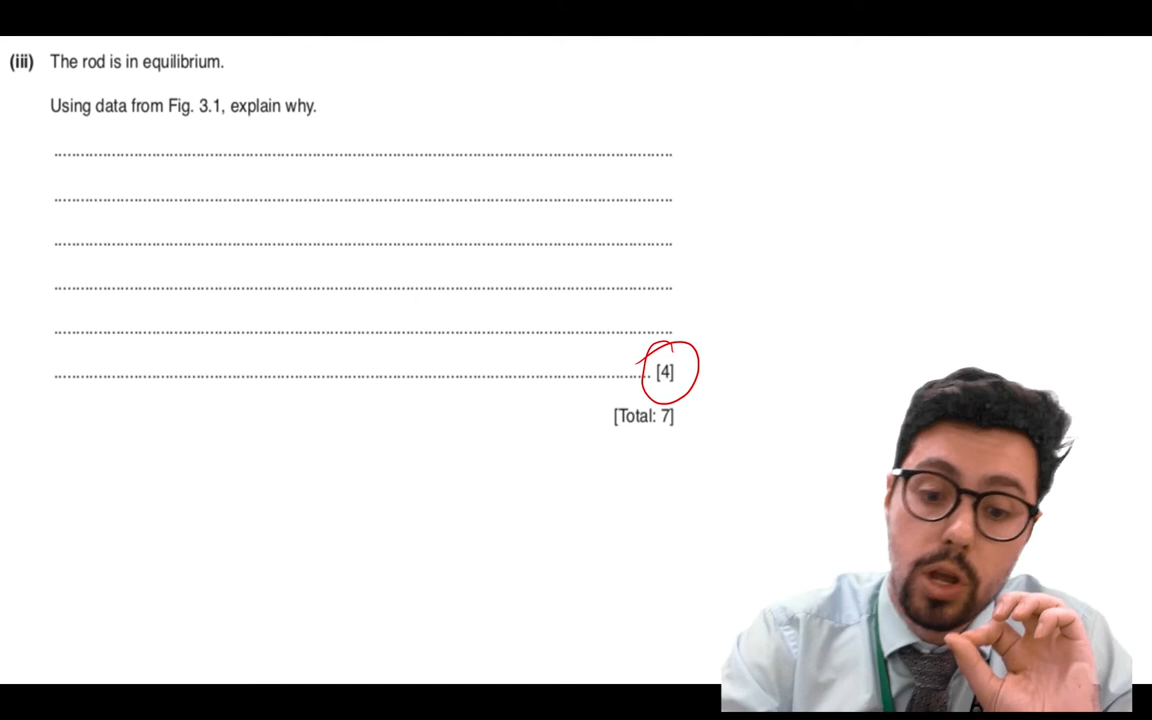 (iii) The rod is in equilibrium.
Using data from Fig. 3.1, explain why.
[4]
[Total: 7]